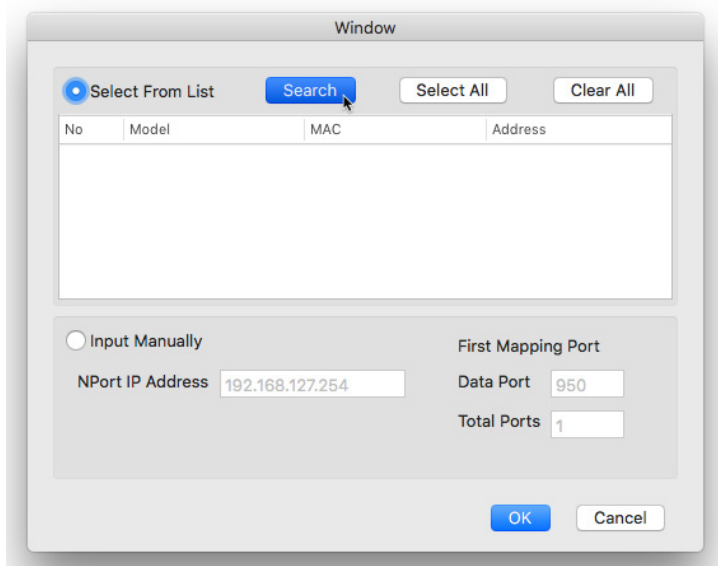 Window
Select From List Search Select All Clear All
No Model MAC Address
Input Manually
First Mapping Port
NPort IP Address 192.168.127.254 Data Port 950
Total Ports 1
OK Cancel